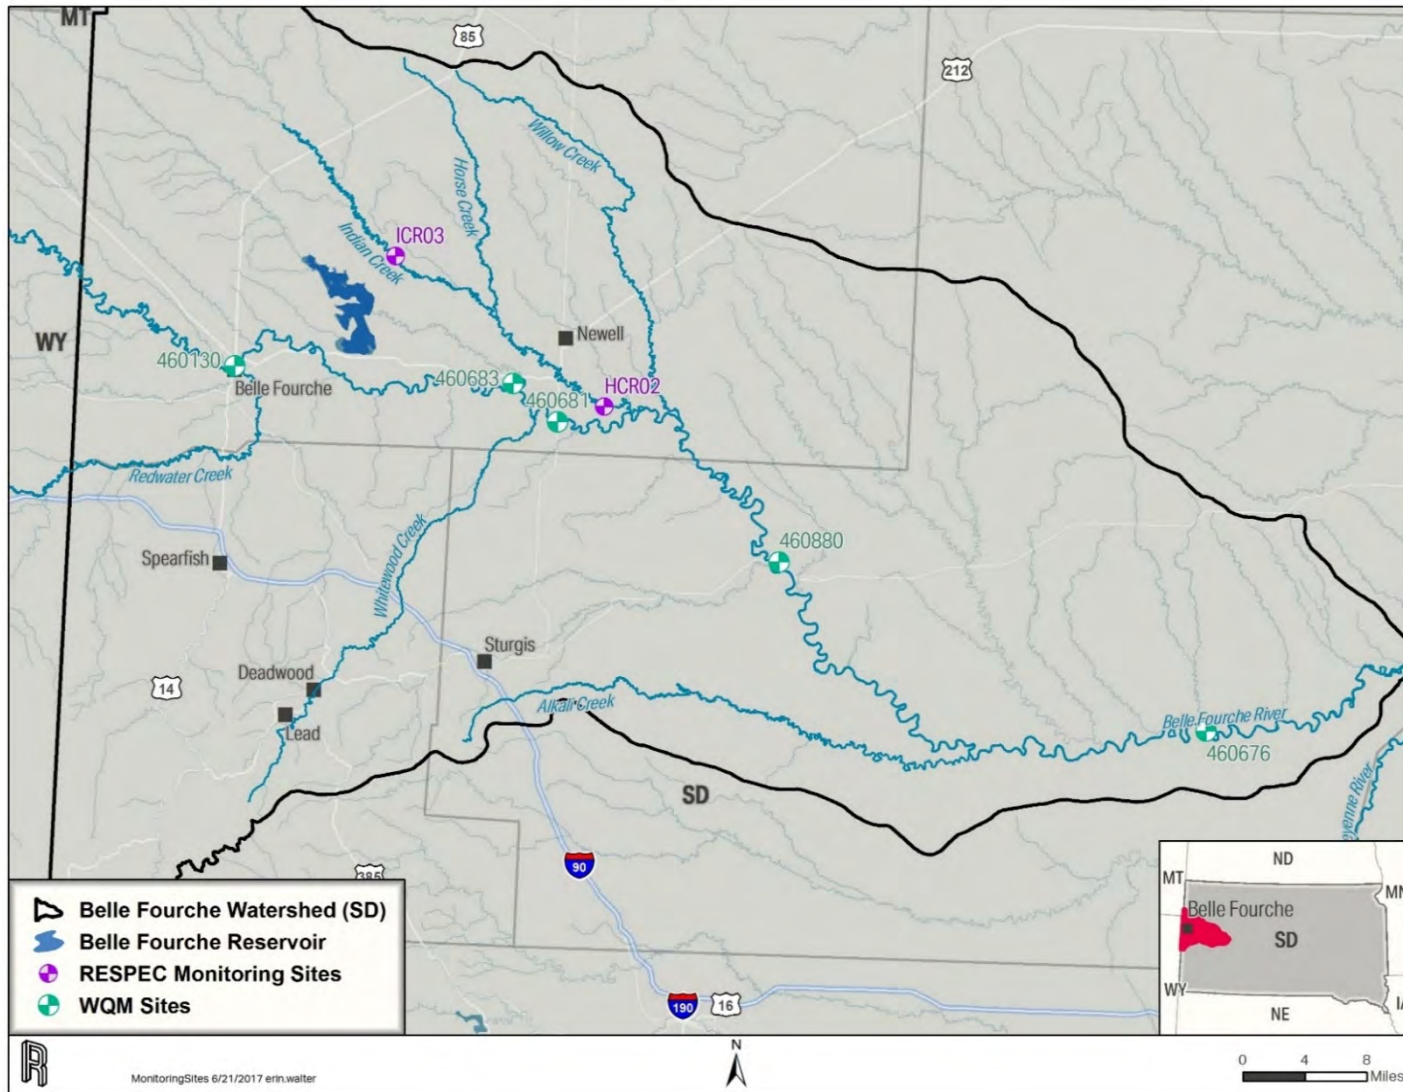 MT
85
212
Willow Creek
Horse Creek
ICR03
Indian Creek
WY
Newell
460130
Belle Fourche
460683
HCR02
460681
Redwater Creek
Whitewood Creek
460880
Spearfish
Sturgis
Deadwood
14
Alkali Creek
Lead
Belle Fourche River
460676
SD
eyenne River
90
385
Belle Fourche Watershed (SD)
Belle Fourche Reservoir
RESPEC Monitoring Sites
WQM Sites
190
16
ND
MT
MN
Belle Fourche
SD
WY
IA
NE
R
MonitoringSites 6/21/2017 erin.walter
N
0 4 8
Miles